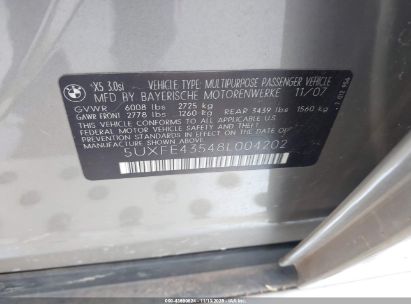 X5 3.0si VEHICLE TYPE: MULTIPURPOSE PASSENGER VEHICLE
MFD BY BAYERISCHE MOTORENWERKE 11/07
GVWR 6008 lbs 2725 kg
GAWR FRONT 2778 lbs 1260 kg REAR 3439 lbs 1560 kg
THIS VEHICLE CONFORMS TO ALL APPLICABLE
FEDERAL MOTOR VEHICLE SAFETY BUMPER AND THEFT
PREVENTION STANDARDS IN EFFECT ON THE DATE OF
MANUFACTURE SHOWN ABOVE
5UXFE43548L004202